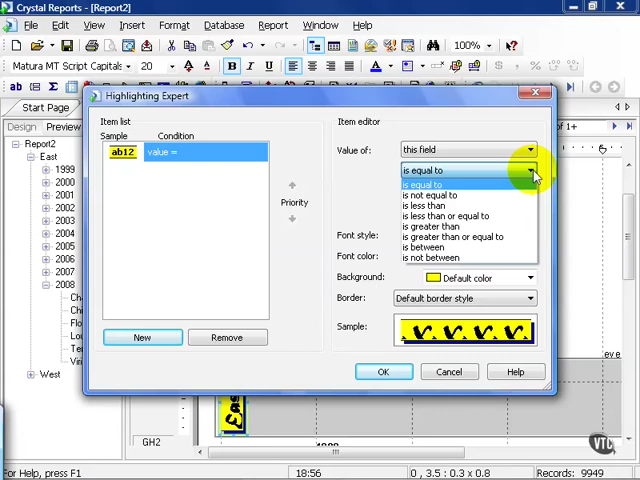 Crystal Reports - [Report2]
File Edit View Insert Format Database Report Window Help
100%
Matura MT Script Capitals 20 B I U
ab
Start Page
Highlighting Expert
Design Preview
of 1+
Report2
East
1999
2000
2001
2002
2003
2004
2005
2006
2007
2008
West
Item list
Sample Condition
ab12 value =
Priority
New Remove
Item editor
Value of: this field
is equal to
is equal to
is not equal to
is less than
is less than or equal to
is greater than
is greater than or equal to
is between
is not between
Font style:
Font color:
Background: Default color
Border: Default border style
Sample:
OK Cancel Help
GH2
VTC
For Help, press F1 18:56 0 , 3.5 : 0.3 x 0.8 Records: 9949